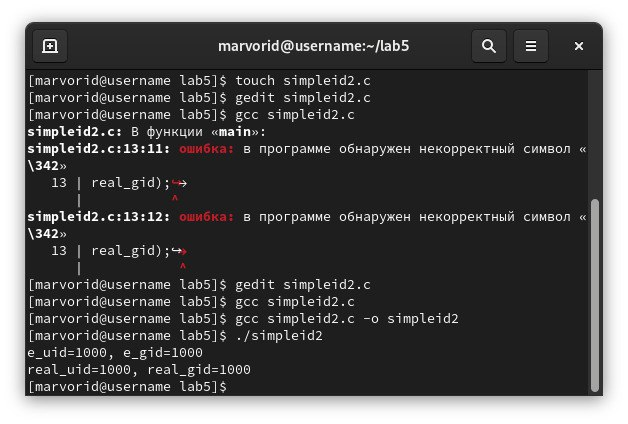 marvorid@username:~/lab5
[marvorid@username lab5]$ touch simpleid2.c
[marvorid@username lab5]$ gedit simpleid2.c
[marvorid@username lab5]$ gcc simpleid2.c
simpleid2.c: В функции «main»:
simpleid2.c:13:11: ошибка: в программе обнаружен некорректный символ «
\342»
   13 | real_gid);↪→
      |           ^
simpleid2.c:13:12: ошибка: в программе обнаружен некорректный символ «
\342»
   13 | real_gid);↪→
      |            ^
[marvorid@username lab5]$ gedit simpleid2.c
[marvorid@username lab5]$ gcc simpleid2.c
[marvorid@username lab5]$ gcc simpleid2.c -o simpleid2
[marvorid@username lab5]$ ./simpleid2
e_uid=1000, e_gid=1000
real_uid=1000, real_gid=1000
[marvorid@username lab5]$